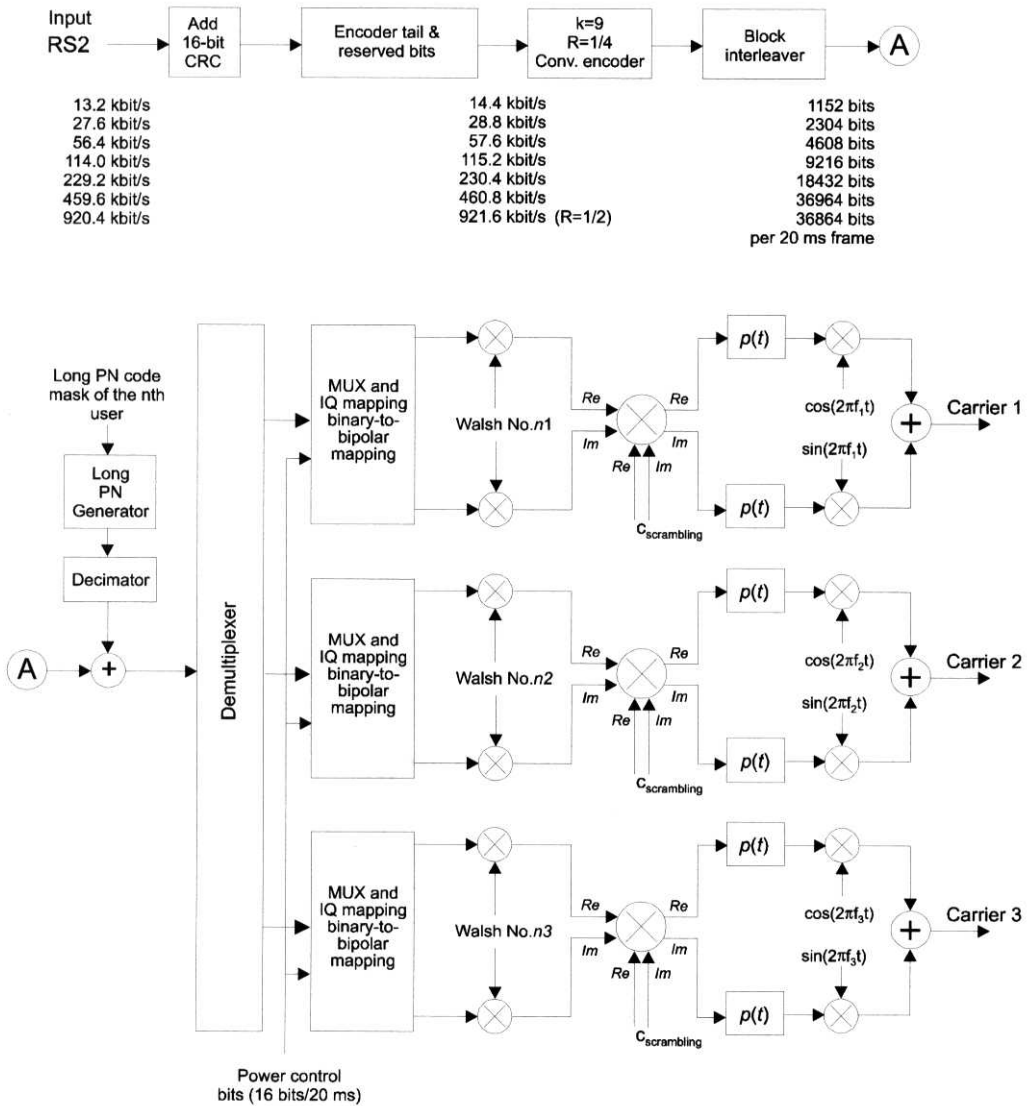 Input
RS2
Add
16-bit
CRC
Encoder tail &
reserved bits
k=9
R=1/4
Conv. encoder
Block
interleaver
A
13.2 kbit/s
27.6 kbit/s
56.4 kbit/s
114.0 kbit/s
229.2 kbit/s
459.6 kbit/s
920.4 kbit/s
14.4 kbit/s
28.8 kbit/s
57.6 kbit/s
115.2 kbit/s
230.4 kbit/s
460.8 kbit/s
921.6 kbit/s (R=1/2)
1152 bits
2304 bits
4608 bits
9216 bits
18432 bits
36964 bits
36864 bits
per 20 ms frame
Long PN code
mask of the nth
user
Long
PN
Generator
Decimator
A
+
Demultiplexer
MUX and
IQ mapping
binary-to-
bipolar
mapping
Walsh No.n1
Re
Im
Re
Im
Re
Im
Cscrambling
p(t)
p(t)
cos(2πf1t)
sin(2πf1t)
+
Carrier 1
MUX and
IQ mapping
binary-to-
bipolar
mapping
Walsh No.n2
Re
Im
Re
Im
Re
Im
Cscrambling
p(t)
p(t)
cos(2πf2t)
sin(2πf2t)
+
Carrier 2
MUX and
IQ mapping
binary-to-
bipolar
mapping
Walsh No.n3
Re
Im
Re
Im
Re
Im
Cscrambling
p(t)
p(t)
cos(2πf3t)
sin(2πf3t)
+
Carrier 3
Power control
bits (16 bits/20 ms)